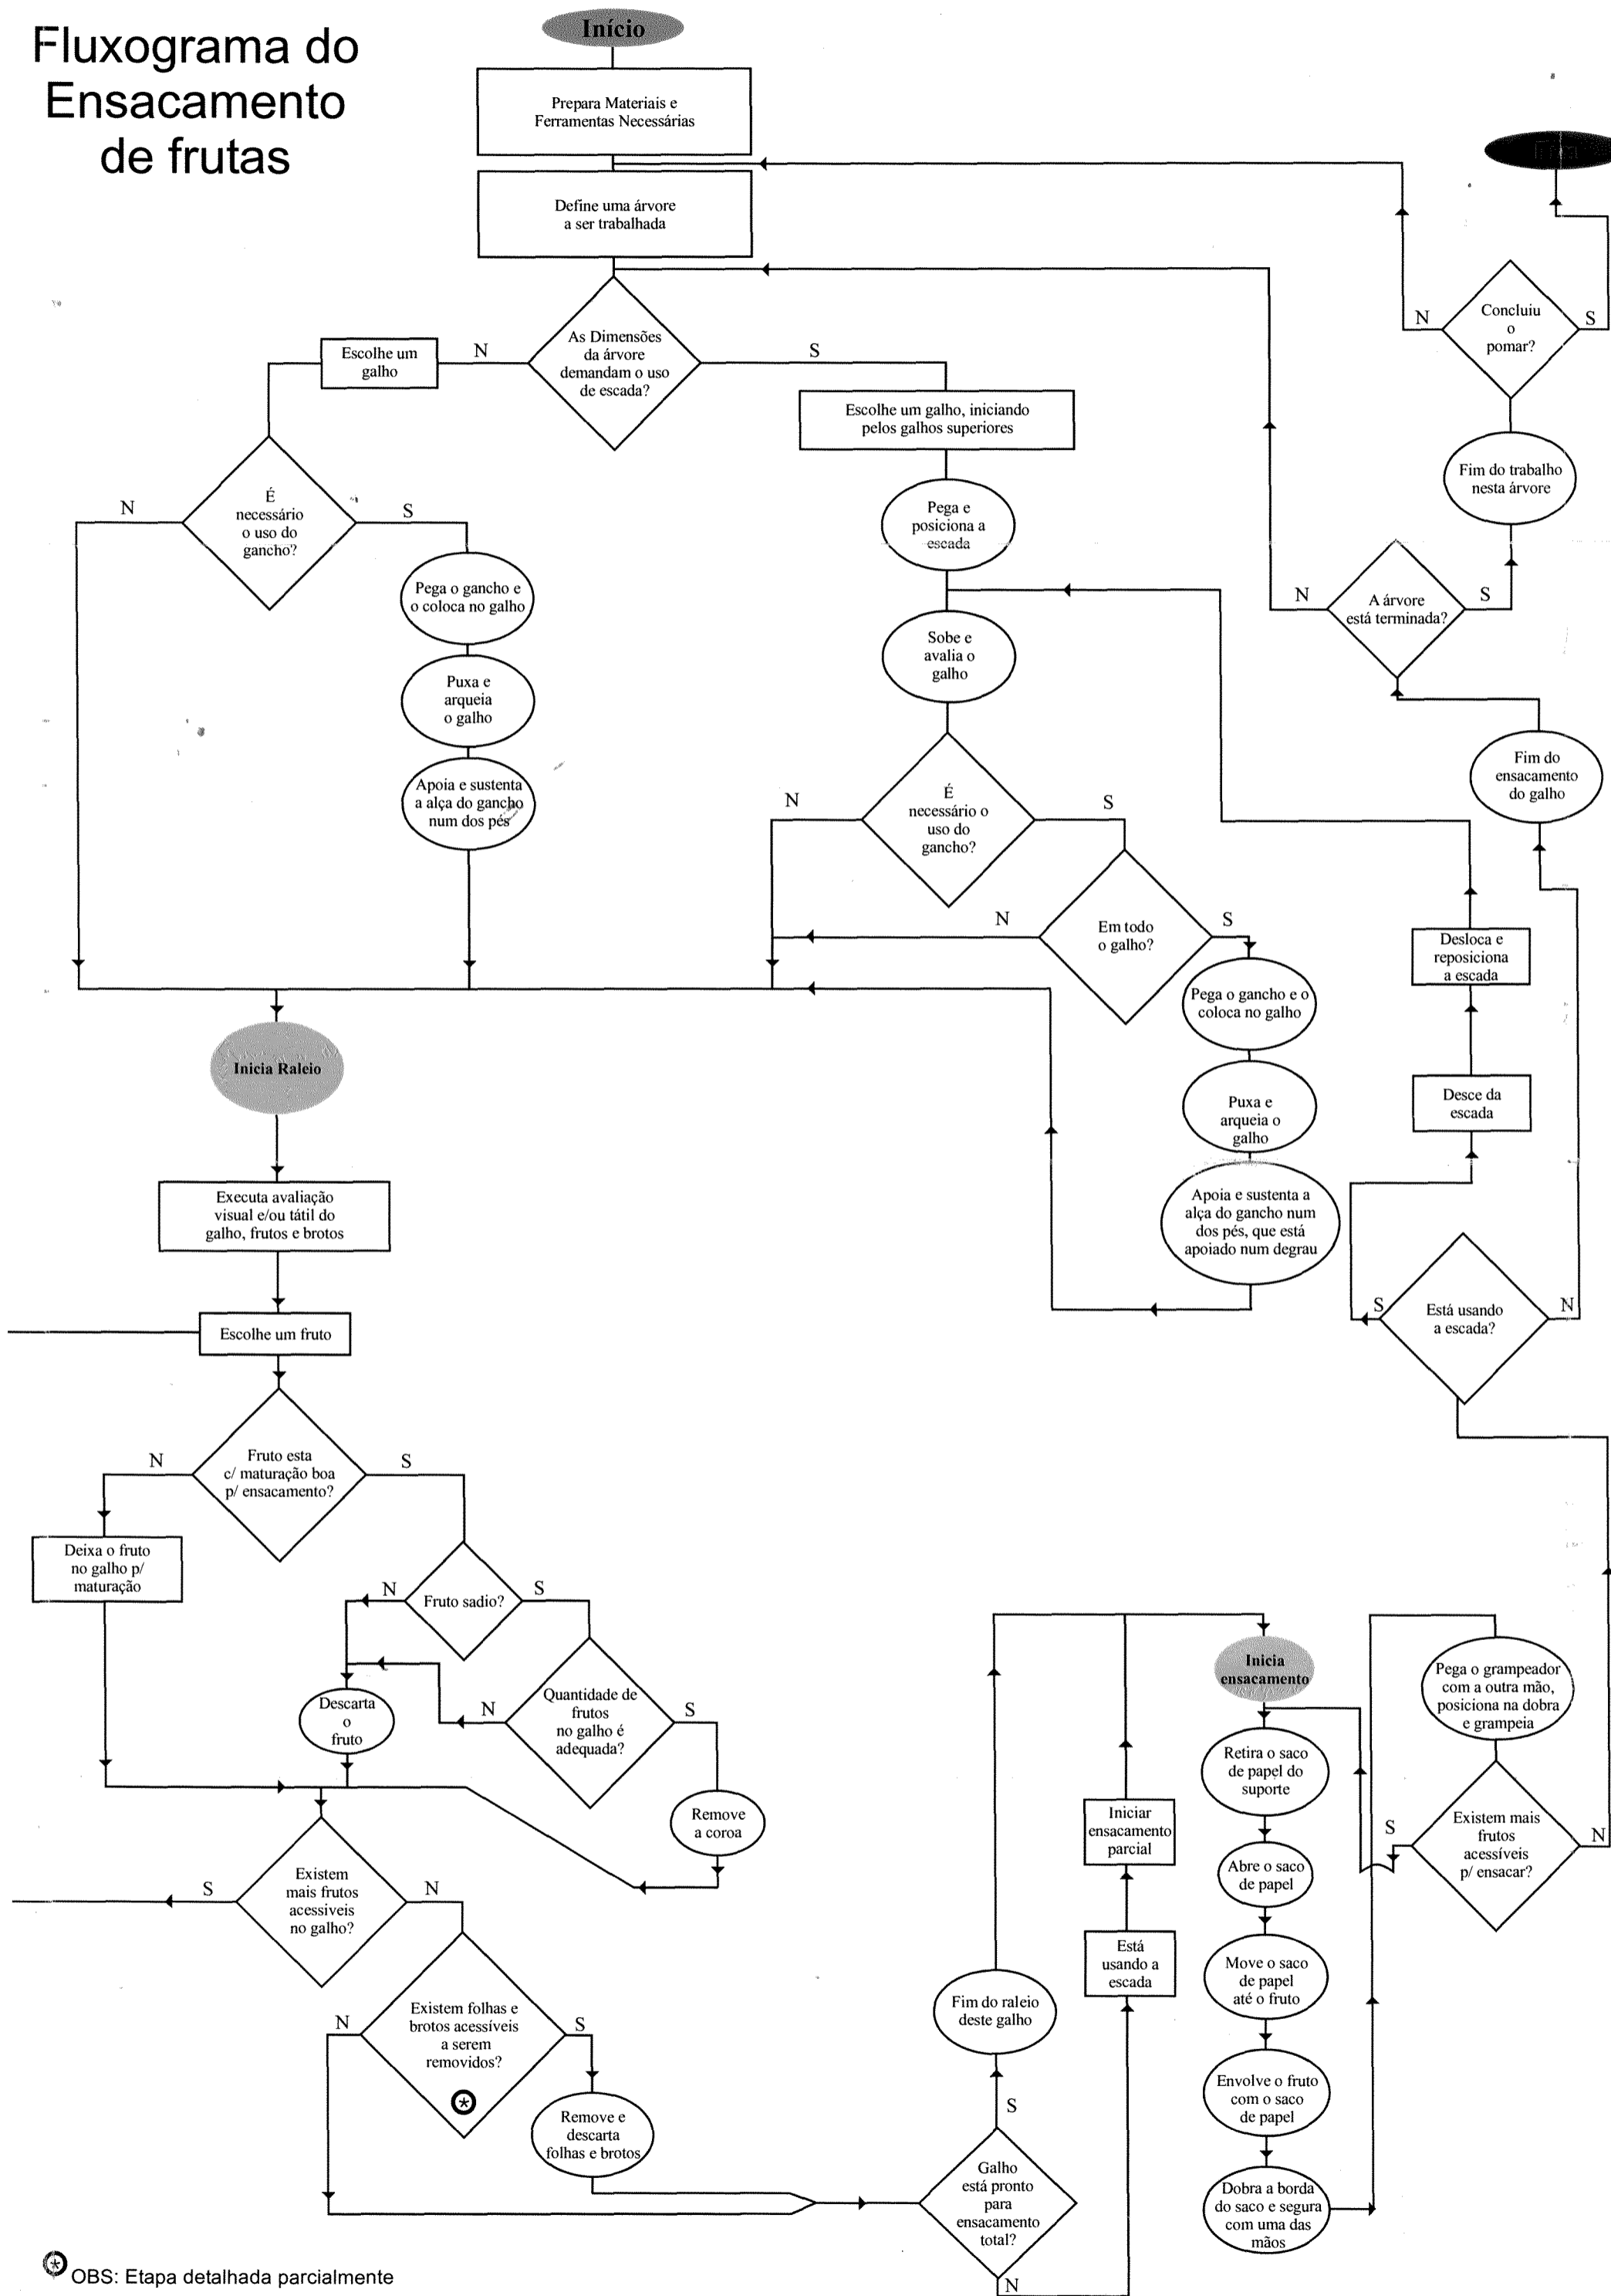 Fluxograma do
Ensacamento
de frutas
Início
Prepara Materiais e
Ferramentas Necessárias
Define uma árvore
a ser trabalhada
As Dimensões
da árvore
demandam o uso
de escada?
N
S
Escolhe um
galho
É
necessário
o uso do
gancho?
N
S
Pega o gancho e
o coloca no galho
Puxa e
arqueia
o galho
Apoia e sustenta
a alça do gancho
num dos pés
Escolhe um galho, iniciando
pelos galhos superiores
Pega e
posiciona a
escada
Sobe e
avalia o
galho
É
necessário o
uso do
gancho?
N
S
Em todo
o galho?
N
S
Pega o gancho e o
coloca no galho
Puxa e
arqueia o
galho
Apoia e sustenta a
alça do gancho num
dos pés, que está
apoiado num degrau
Inicia Raleio
Executa avaliação
visual e/ou tátil do
galho, frutos e brotos
Escolhe um fruto
Fruto esta
c/ maturação boa
p/ ensacamento?
N
S
Deixa o fruto
no galho p/
maturação
Fruto sadio?
N
S
Quantidade de
frutos
no galho é
adequada?
N
S
Descarta
o
fruto
Remove
a coroa
Existem
mais frutos
acessiveis
no galho?
S
N
Existem folhas e
brotos acessíveis
a serem
removidos?
*
N
S
Remove e
descarta
folhas e brotos
Galho
está pronto
para
ensacamento
total?
S
N
Fim do raleio
deste galho
Está
usando a
escada
Iniciar
ensacamento
parcial
Inicia
ensacamento
Retira o saco
de papel do
suporte
Abre o saco
de papel
Move o saco
de papel
até o fruto
Envolve o fruto
com o saco
de papel
Dobra a borda
do saco e segura
com uma das
mãos
Pega o grampeador
com a outra mão,
posiciona na dobra
e grampeia
Existem mais
frutos
acessíveis
p/ ensacar?
S
N
Está usando
a escada?
S
N
Desce da
escada
Desloca e
reposiciona
a escada
Fim do
ensacamento
do galho
A árvore
está terminada?
N
S
Fim do trabalho
nesta árvore
Concluiu
o
pomar?
N
S
Fim
* OBS: Etapa detalhada parcialmente